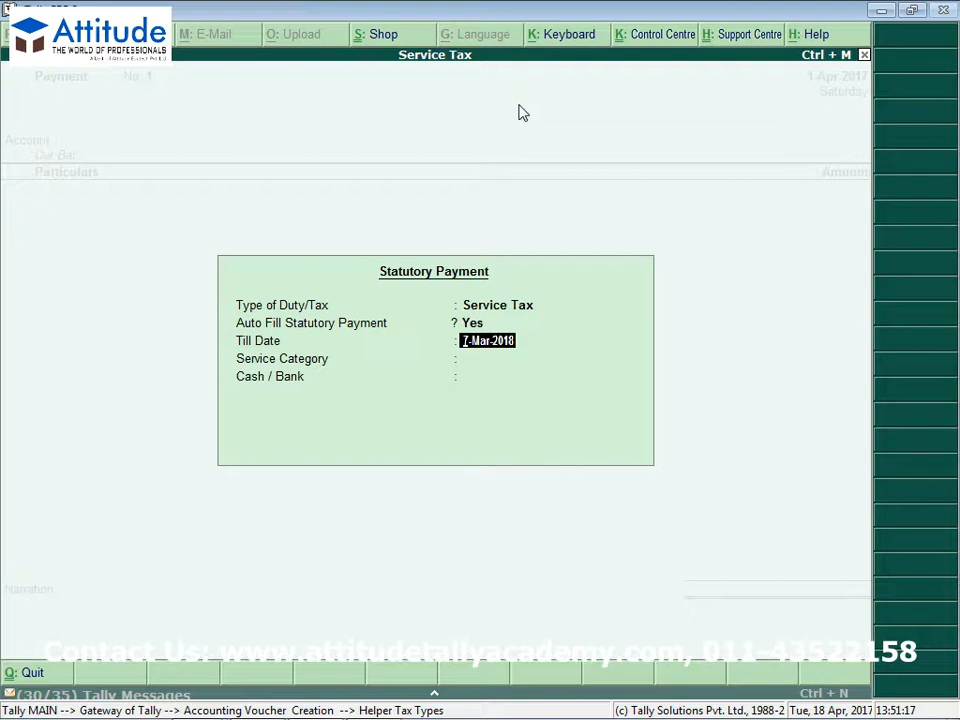 Attitude
THE WORLD OF PROFESSIONALS
M: E-Mail O: Upload S: Shop G: Language K: Keyboard K: Control Centre H: Support Centre H: Help
Service Tax Ctrl + M
Payment No. 1 1-Apr-2017
Saturday
Account
Cur Bal:
Particulars Amount
Statutory Payment
Type of Duty/Tax : Service Tax
Auto Fill Statutory Payment ? Yes
Till Date : 7-Mar-2018
Service Category :
Cash / Bank :
Narration:
Contact Us: www.attitudetallyacademy.com, 011-43522158
Q: Quit
(30/35) Tally Messages Ctrl + N
Tally MAIN --> Gateway of Tally --> Accounting Voucher Creation --> Helper Tax Types (c) Tally Solutions Pvt. Ltd., 1988-2 Tue, 18 Apr, 2017 13:51:17